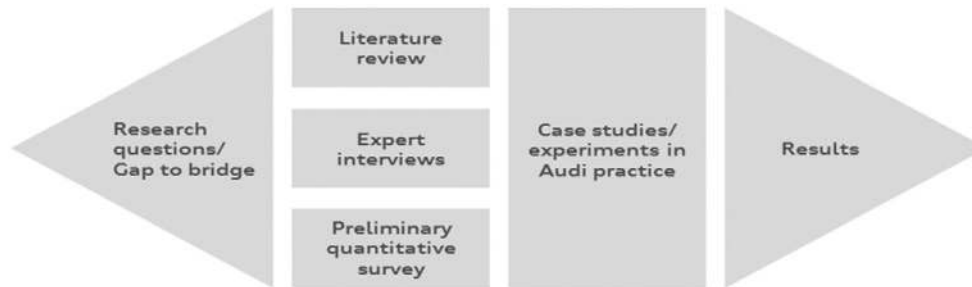 Research
questions/
Gap to bridge
Literature
review
Expert
interviews
Preliminary
quantitative
survey
Case studies/
experiments in
Audi practice
Results